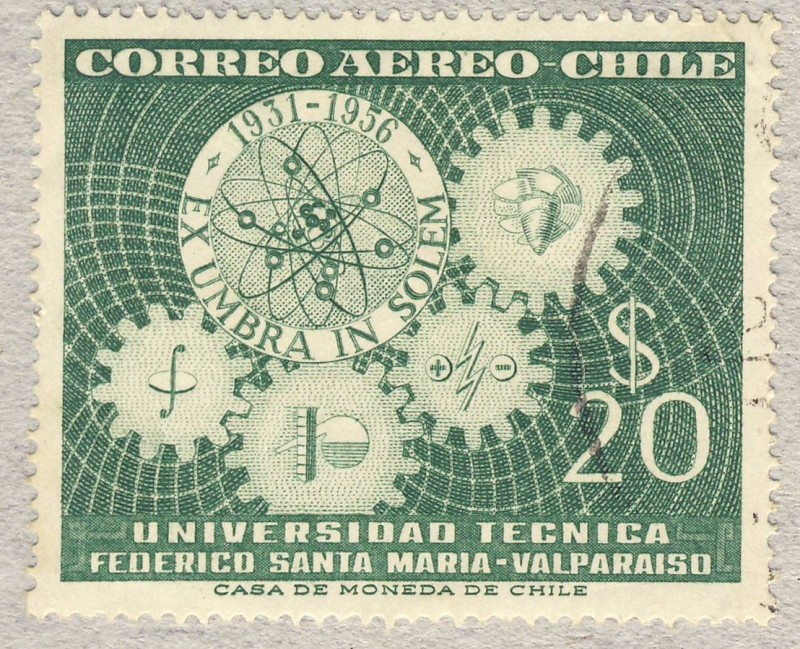 CORREO AEREO-CHILE
1931-1956
EX UMBRA IN SOLEM
$
20
UNIVERSIDAD TECNICA
FEDERICO SANTA MARIA-VALPARAISO
CASA DE MONEDA DE CHILE